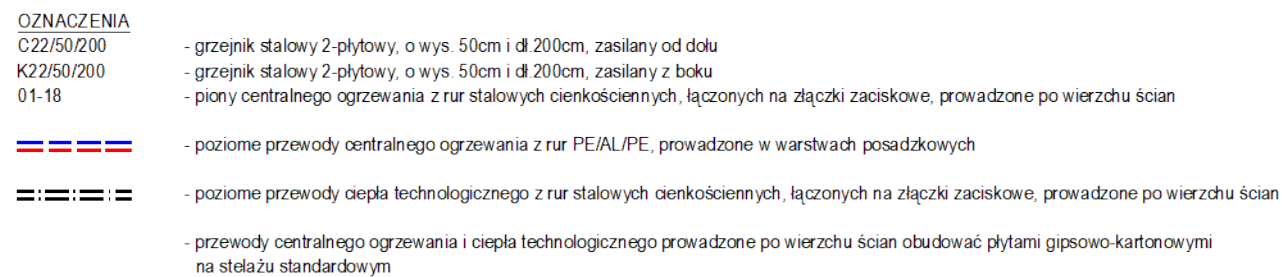 OZNACZENIA
C22/50/200 - grzejnik stalowy 2-płytowy, o wys. 50cm i dł.200cm, zasilany od dołu
K22/50/200 - grzejnik stalowy 2-płytowy, o wys. 50cm i dł.200cm, zasilany z boku
01-18 - piony centralnego ogrzewania z rur stalowych cienkościennych, łączonych na złączki zaciskowe, prowadzone po wierzchu ścian
- poziome przewody centralnego ogrzewania z rur PE/AL/PE, prowadzone w warstwach posadzkowych
- poziome przewody ciepła technologicznego z rur stalowych cienkościennych, łączonych na złączki zaciskowe, prowadzone po wierzchu ścian
- przewody centralnego ogrzewania i ciepła technologicznego prowadzone po wierzchu ścian obudować płytami gipsowo-kartonowymi
na stelażu standardowym